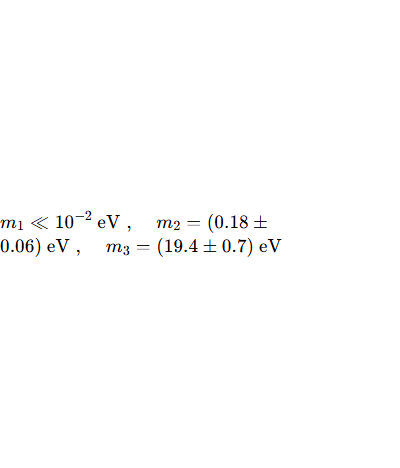 m₁ ≪ 10⁻² eV , m₂ = (0.18 ±
0.06) eV , m₃ = (19.4 ± 0.7) eV